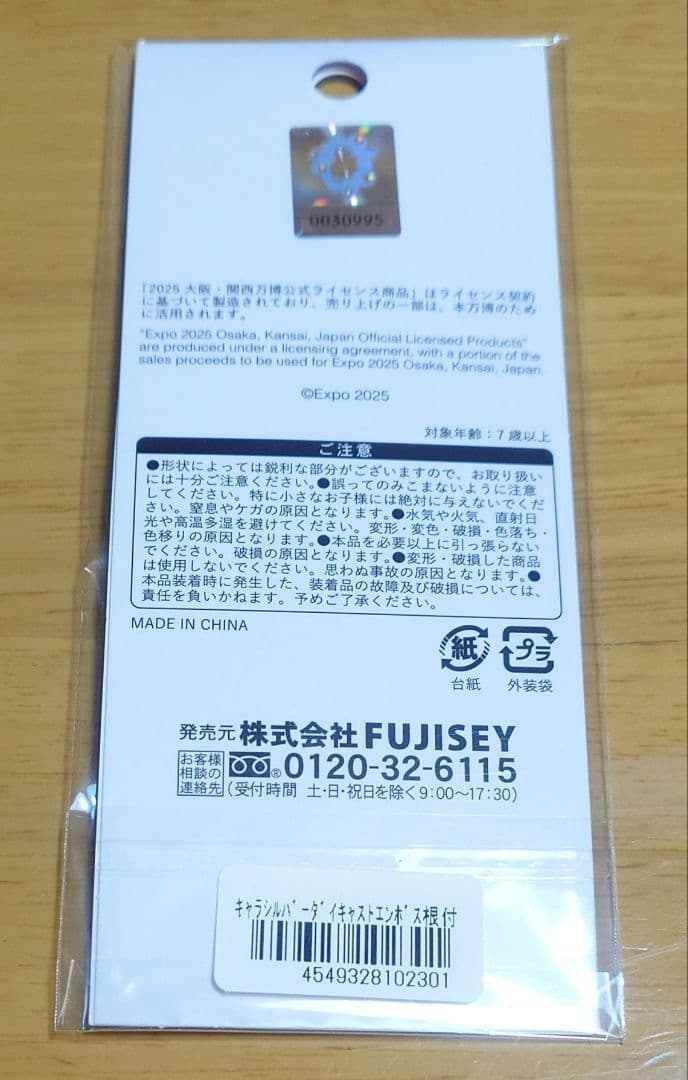 0030995
「2025 大阪・関西万博公式ライセンス商品」はライセンス契約
に基づいて製造されており、売り上げの一部は、本万博のため
に活用されます。
"Expo 2025 Osaka, Kansai, Japan Official Licensed Products"
are produced under a licensing agreement, with a portion of the
sales proceeds to be used for Expo 2025 Osaka, Kansai, Japan.
©Expo 2025
対象年齢：7 歳以上
ご注意
●形状によっては鋭利な部分がございますので、お取り扱い
には十分ご注意ください。●誤ってのみこまないように注意
してください。特に小さなお子様には絶対に与えないでくだ
さい。窒息やケガの原因となります。●水気や火気、直射日
光や高温多湿を避けてください。変形・変色・破損・色落ち・
色移りの原因となります。●本品を必要以上に引っ張らない
でください。破損の原因となります。●変形・破損した商品
は使用しないでください。思わぬ事故の原因となります。●
本品装着時に発生した、装着品の故障及び破損については、
責任を負いかねます。予めご了承ください。
MADE IN CHINA
紙 プラ
台紙 外装袋
発売元 株式会社 FUJISEY
お客様
相談の
連絡先
® 0120-32-6115
(受付時間 土・日・祝日を除く9:00〜17:30)
ｷｬﾗｼﾙﾊﾞｰﾀﾞｲｷｬｽﾄｴﾝﾎﾞｽ根付
4549328102301